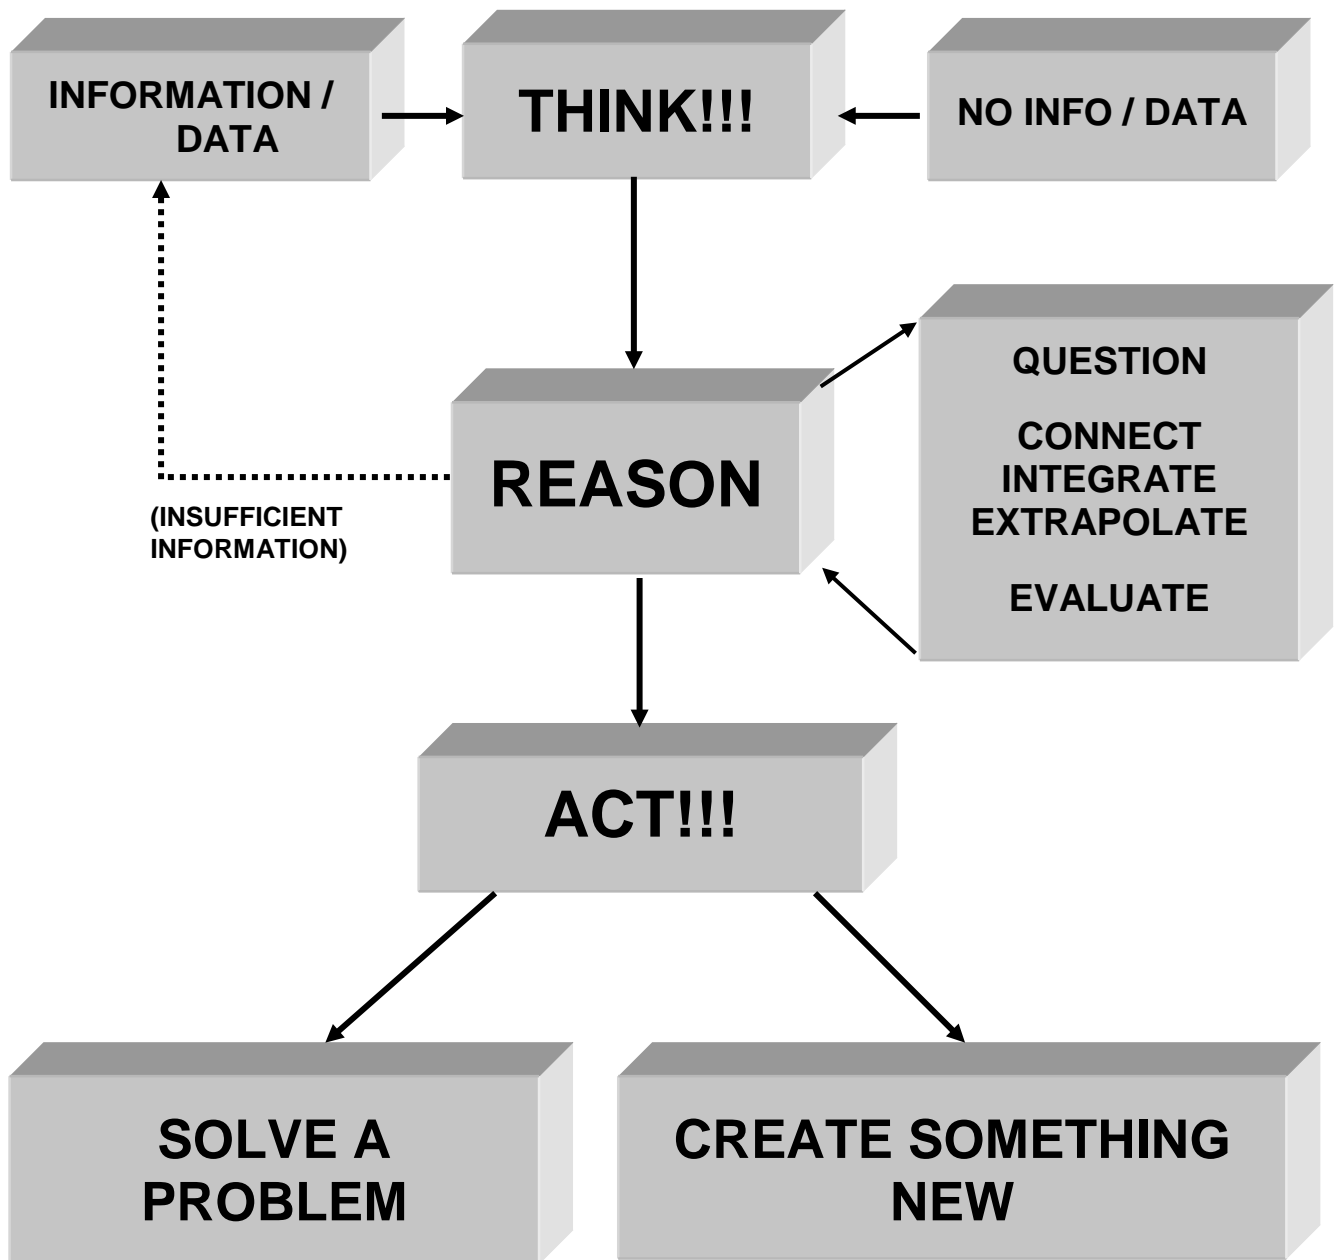 INFORMATION /
DATA
THINK!!!
NO INFO / DATA
QUESTION
CONNECT
INTEGRATE
EXTRAPOLATE
EVALUATE
REASON
(INSUFFICIENT
INFORMATION)
ACT!!!
SOLVE A
PROBLEM
CREATE SOMETHING
NEW